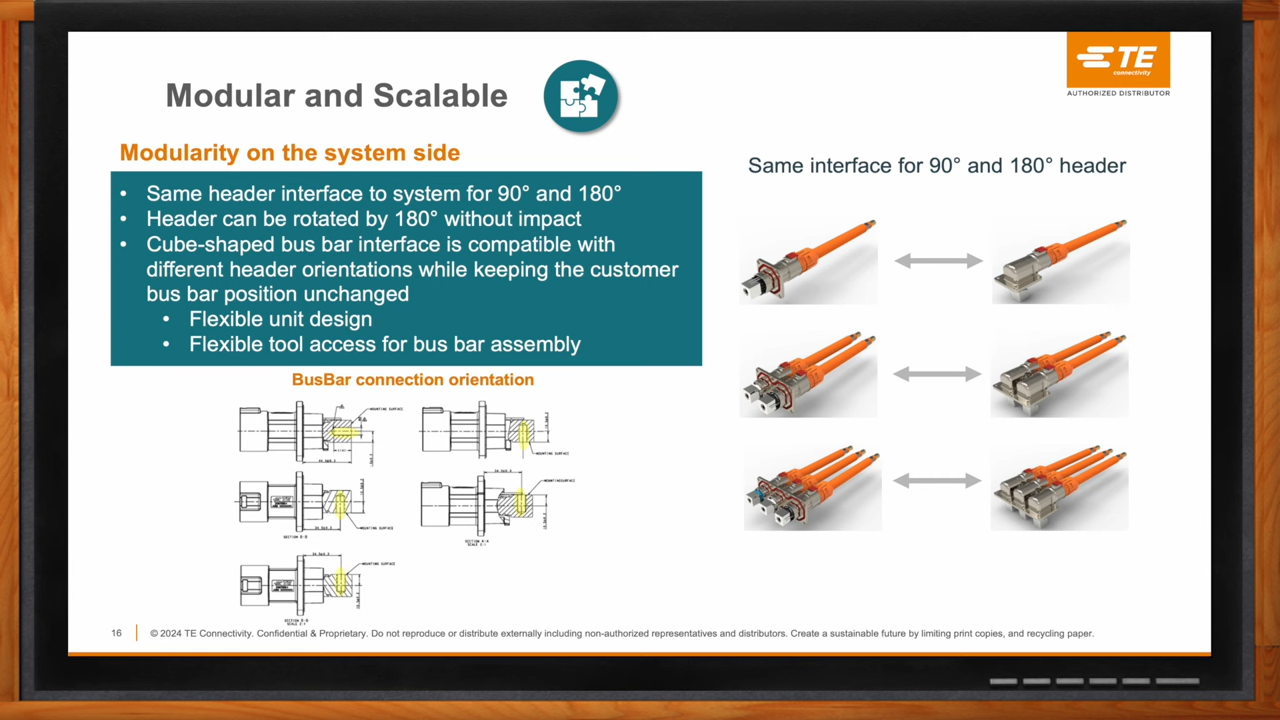 Modular and Scalable
TE
connectivity
AUTHORIZED DISTRIBUTOR
Modularity on the system side
• Same header interface to system for 90° and 180°
• Header can be rotated by 180° without impact
• Cube-shaped bus bar interface is compatible with
different header orientations while keeping the customer
bus bar position unchanged
• Flexible unit design
• Flexible tool access for bus bar assembly
Same interface for 90° and 180° header
BusBar connection orientation
MOUNTING SURFACE
MOUNTING SURFACE
MOUNTING SURFACE
MOUNTING SURFACE
MOUNTING SURFACE
16
© 2024 TE Connectivity. Confidential & Proprietary. Do not reproduce or distribute externally including non-authorized representatives and distributors. Create a sustainable future by limiting print copies, and recycling paper.